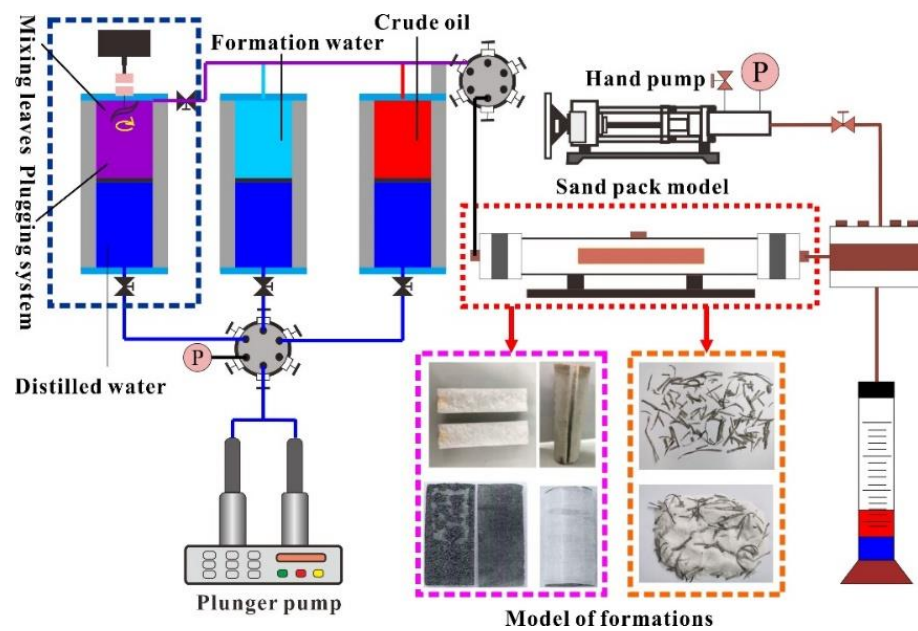 Crude oil
Formation water
Mixing leaves
Plugging system
Hand pump
P
Sand pack model
P
Distilled water
Plunger pump
Model of formations